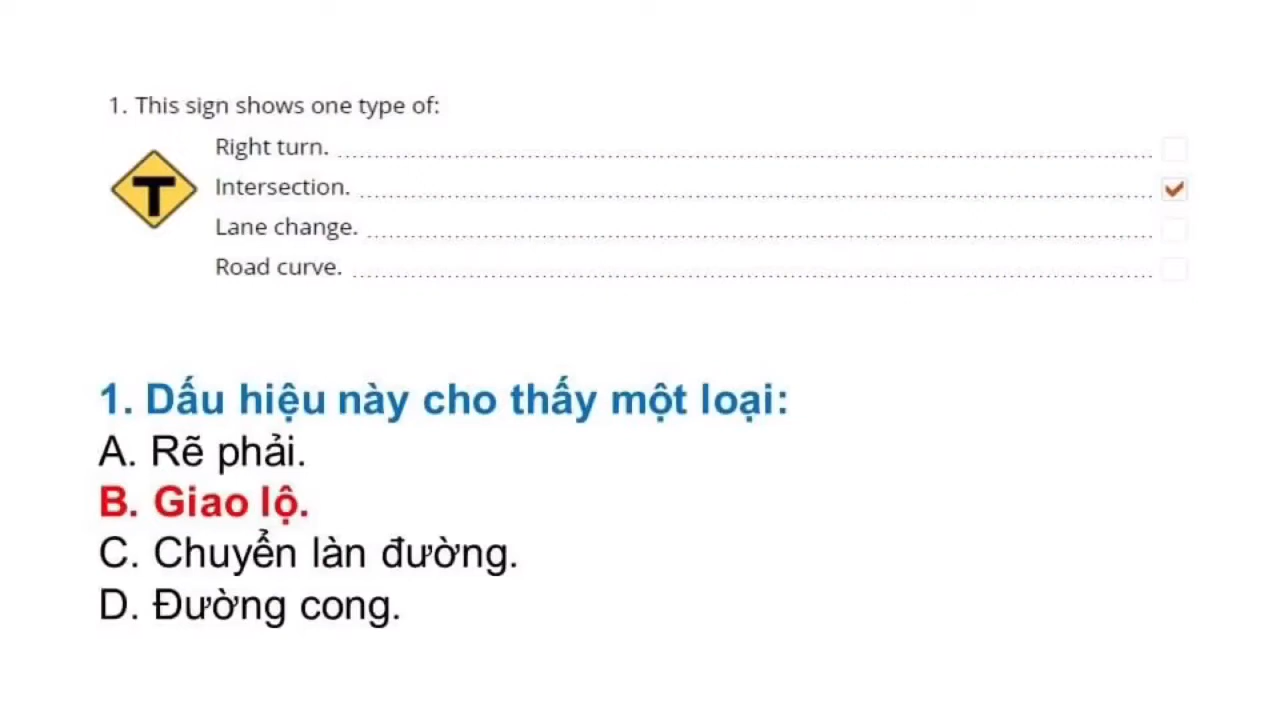 1. This sign shows one type of:
Right turn.
Intersection.
Lane change.
Road curve.
1. Dấu hiệu này cho thấy một loại:
A. Rẽ phải.
B. Giao lộ.
C. Chuyển làn đường.
D. Đường cong.